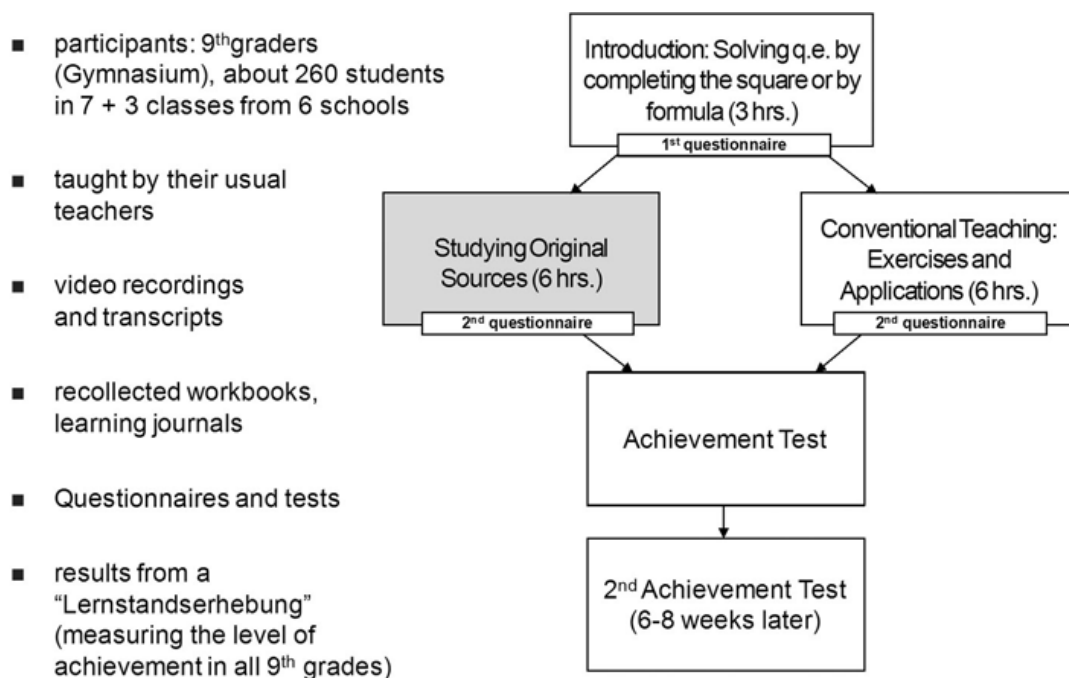 participants: 9thgraders
(Gymnasium), about 260 students
in 7 + 3 classes from 6 schools
taught by their usual
teachers
video recordings
and transcripts
recollected workbooks,
learning journals
Questionnaires and tests
results from a
“Lernstandserhebung”
(measuring the level of
achievement in all 9th grades)
Introduction: Solving q.e. by
completing the square or by
formula (3 hrs.)
1st questionnaire
Studying Original
Sources (6 hrs.)
2nd questionnaire
Conventional Teaching:
Exercises and
Applications (6 hrs.)
2nd questionnaire
Achievement Test
2nd Achievement Test
(6-8 weeks later)